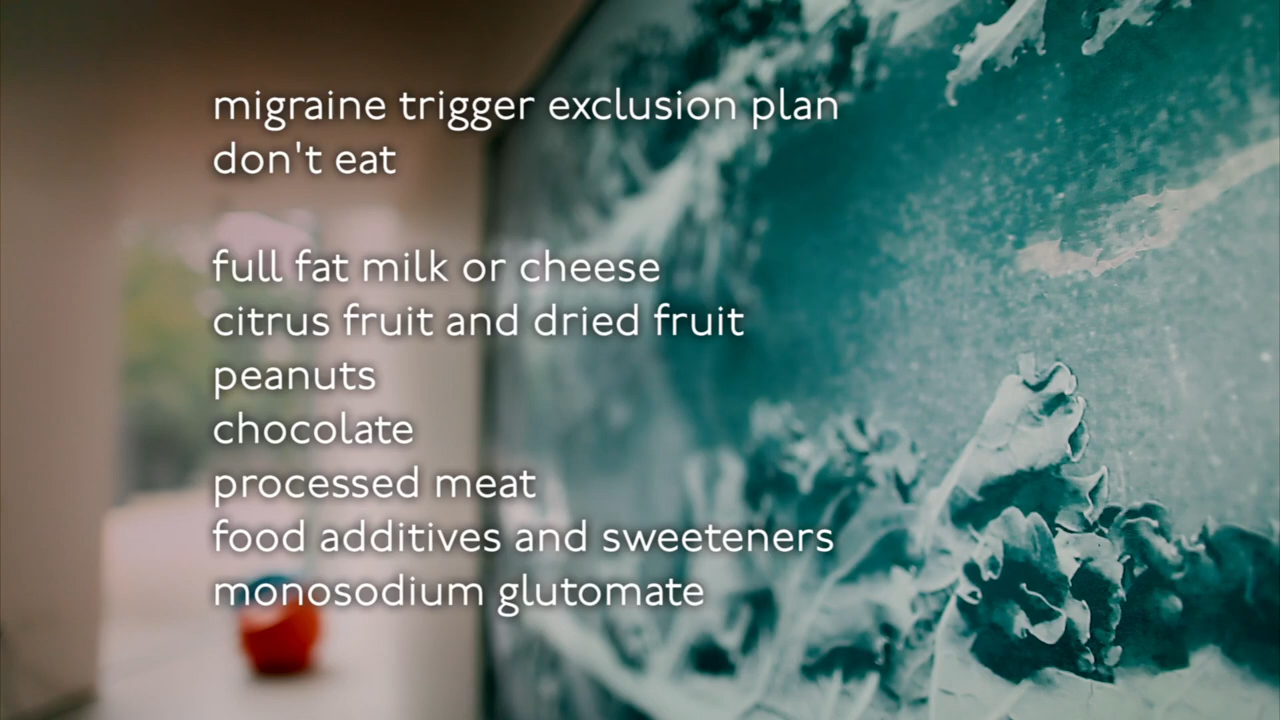 migraine trigger exclusion plan
don't eat
full fat milk or cheese
citrus fruit and dried fruit
peanuts
chocolate
processed meat
food additives and sweeteners
monosodium glutomate